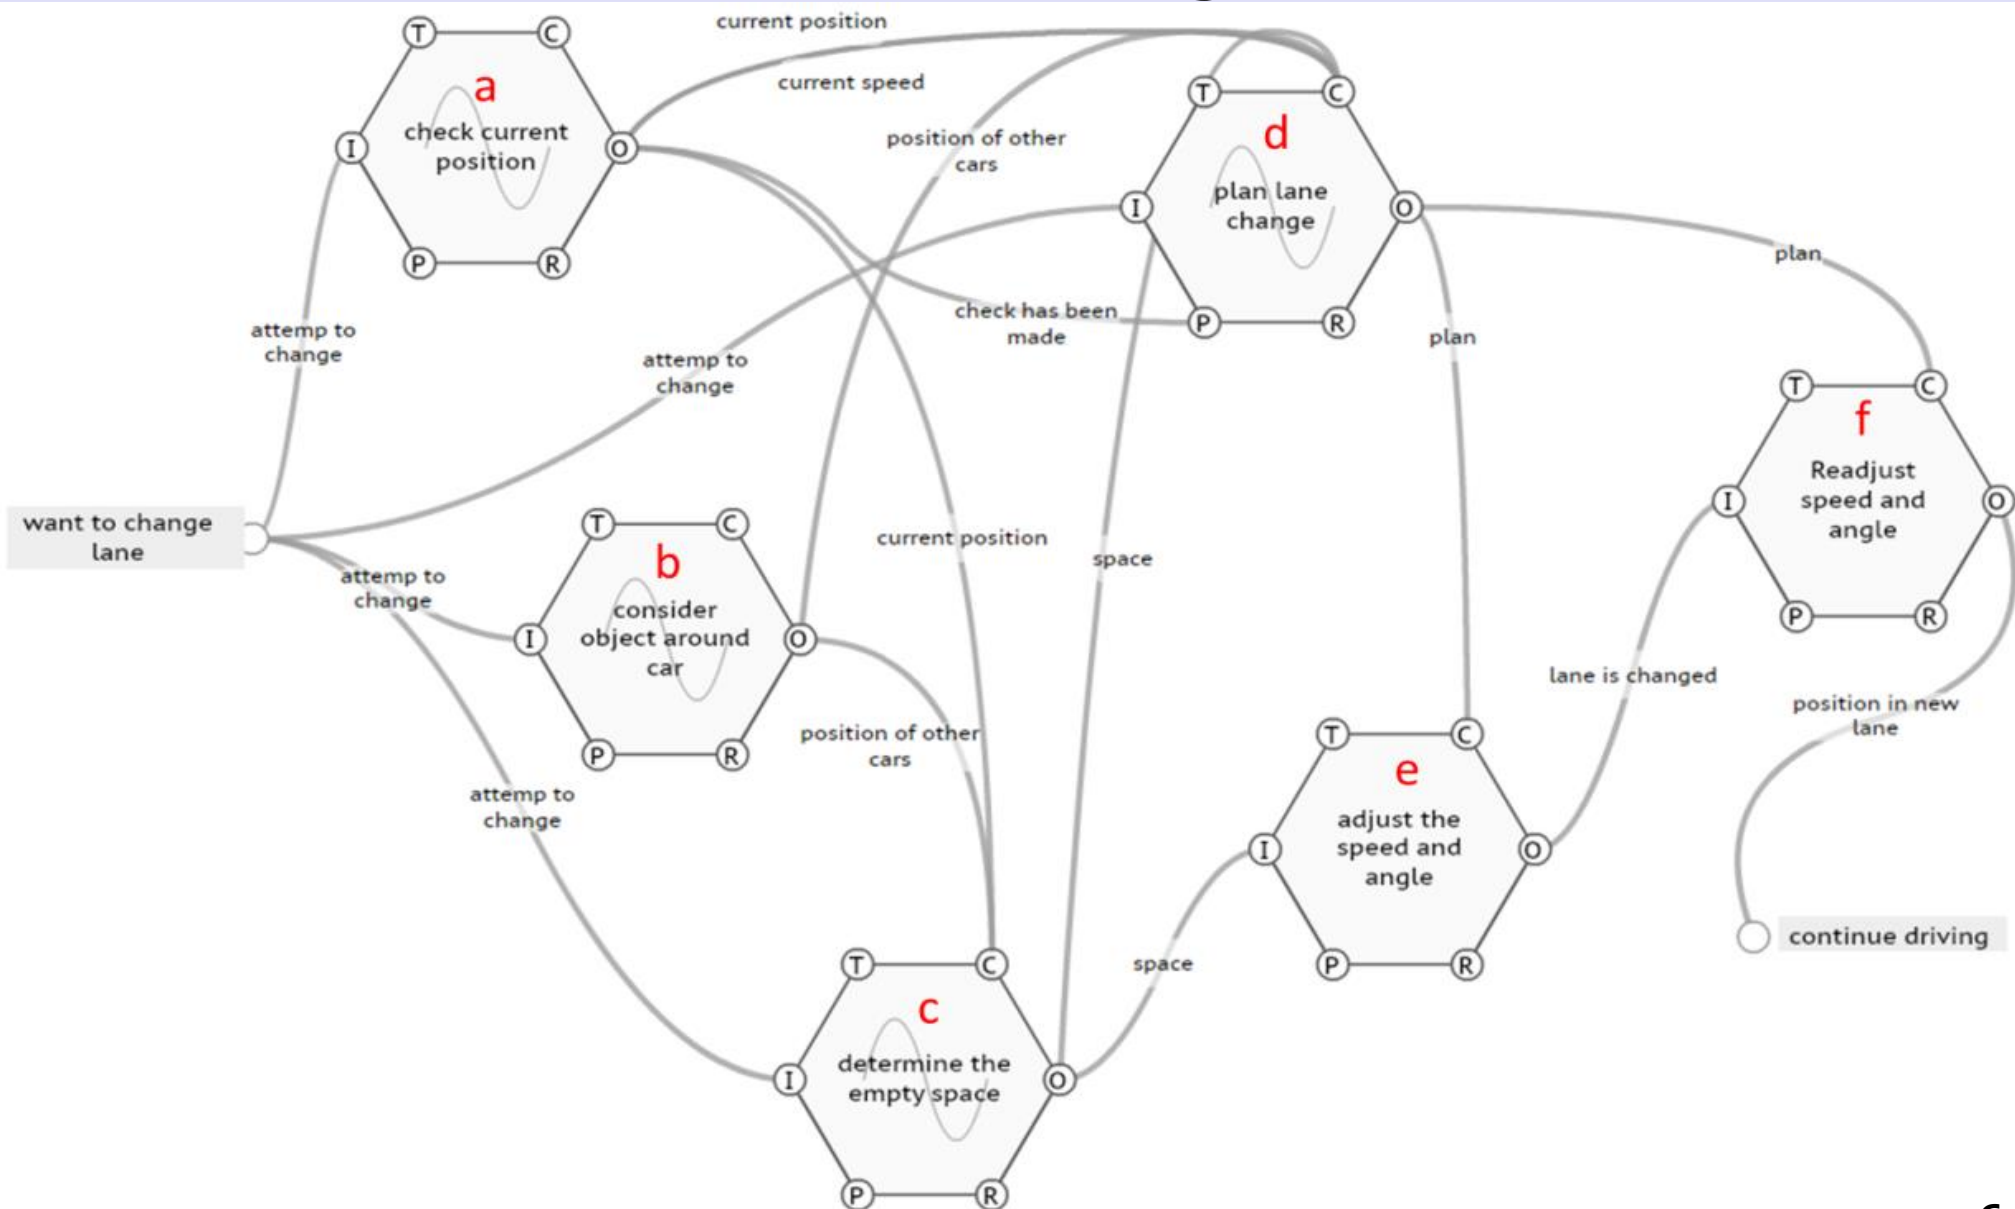 current position
T
C
a
check current
position
I
O
P
R
current speed
position of other
cars
T
C
d
plan lane
change
I
O
P
R
plan
check has been
made
plan
attemp to
change
attemp to
change
T
C
f
Readjust
speed and
angle
I
O
P
R
want to change
lane
attemp to
change
T
C
b
consider
object around
car
I
O
P
R
current position
space
lane is changed
position in new
lane
position of other
cars
attemp to
change
T
C
e
adjust the
speed and
angle
I
O
P
R
continue driving
space
T
C
c
determine the
empty space
I
O
P
R